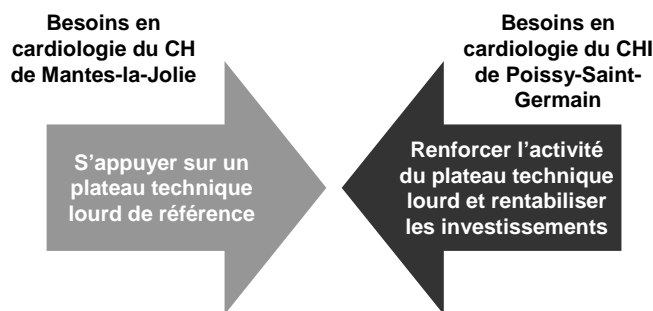 Besoins en
cardiologie du CH
de Mantes-la-Jolie
Besoins en
cardiologie du CHI
de Poissy-Saint-
Germain
S’appuyer sur un
plateau technique
lourd de référence
Renforcer l’activité
du plateau technique
lourd et rentabiliser
les investissements